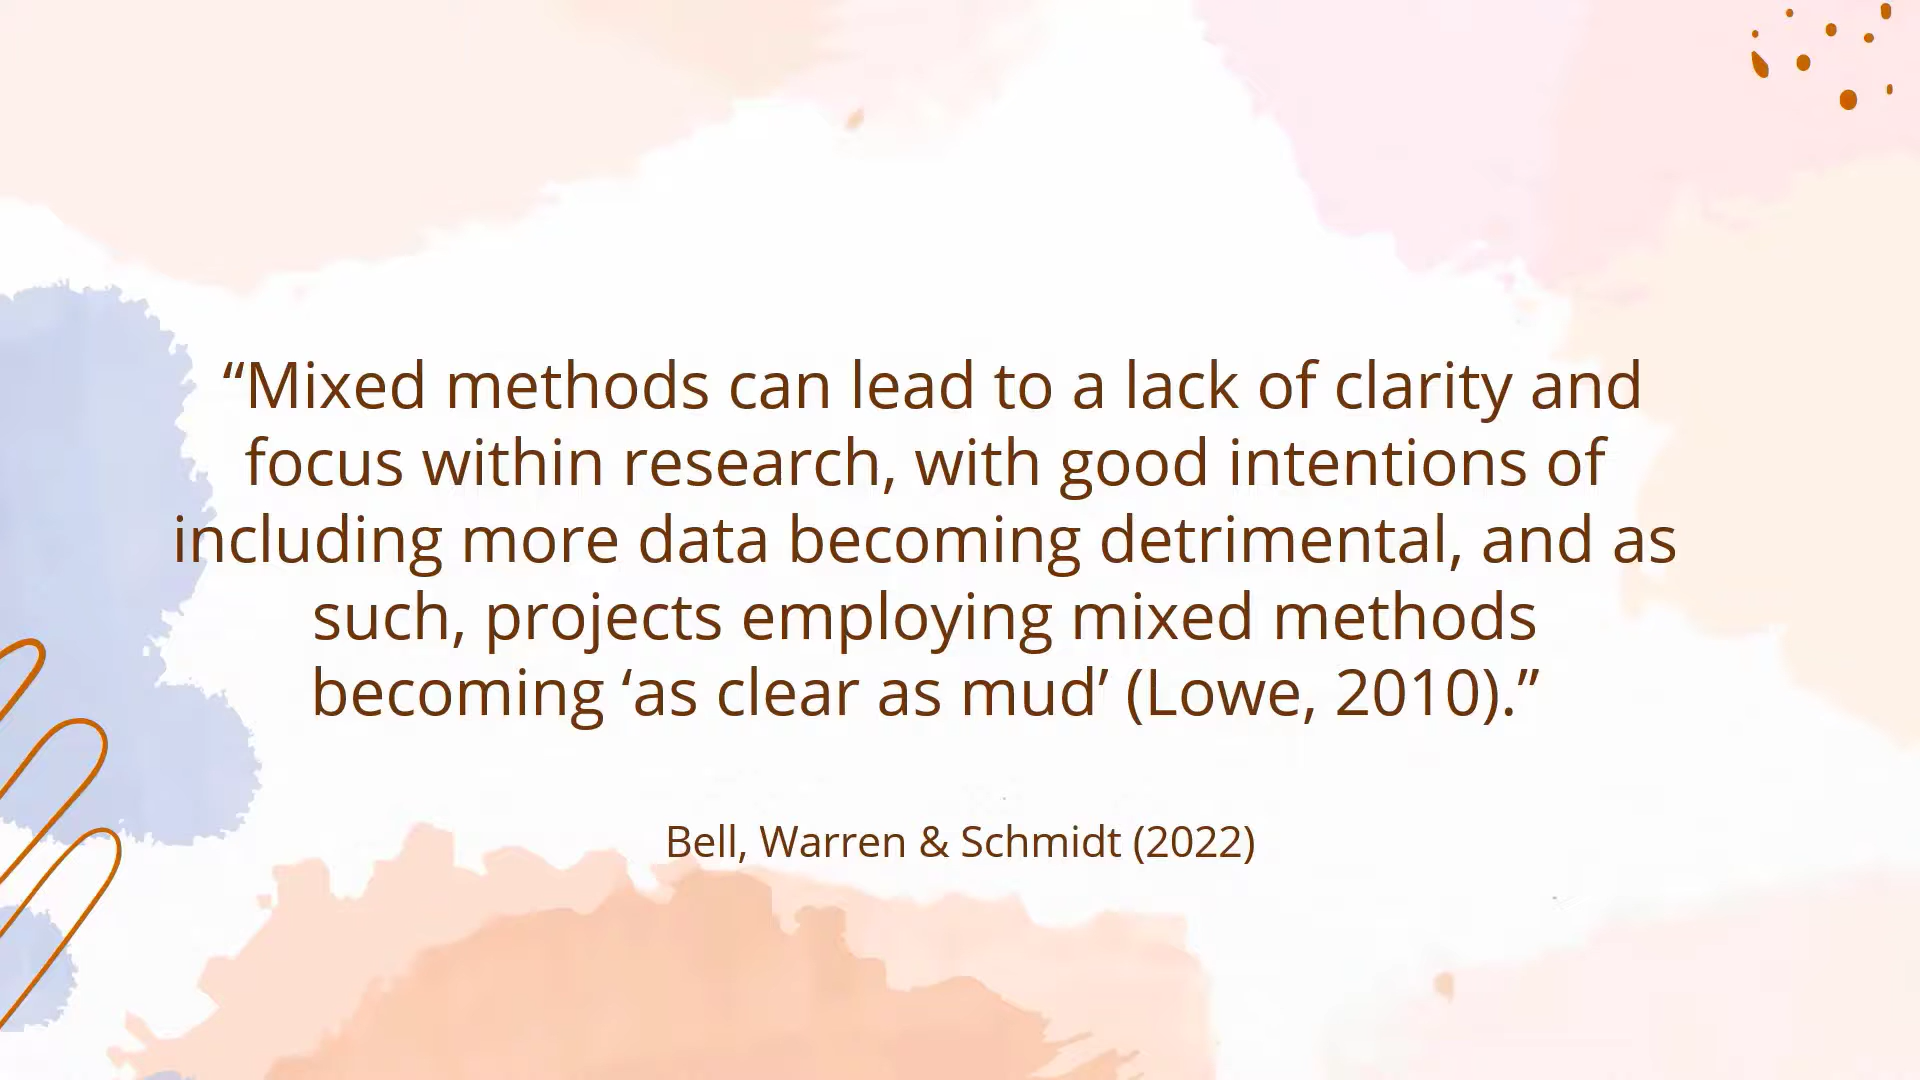 “Mixed methods can lead to a lack of clarity and
focus within research, with good intentions of
including more data becoming detrimental, and as
such, projects employing mixed methods
becoming ‘as clear as mud’ (Lowe, 2010).”
Bell, Warren & Schmidt (2022)